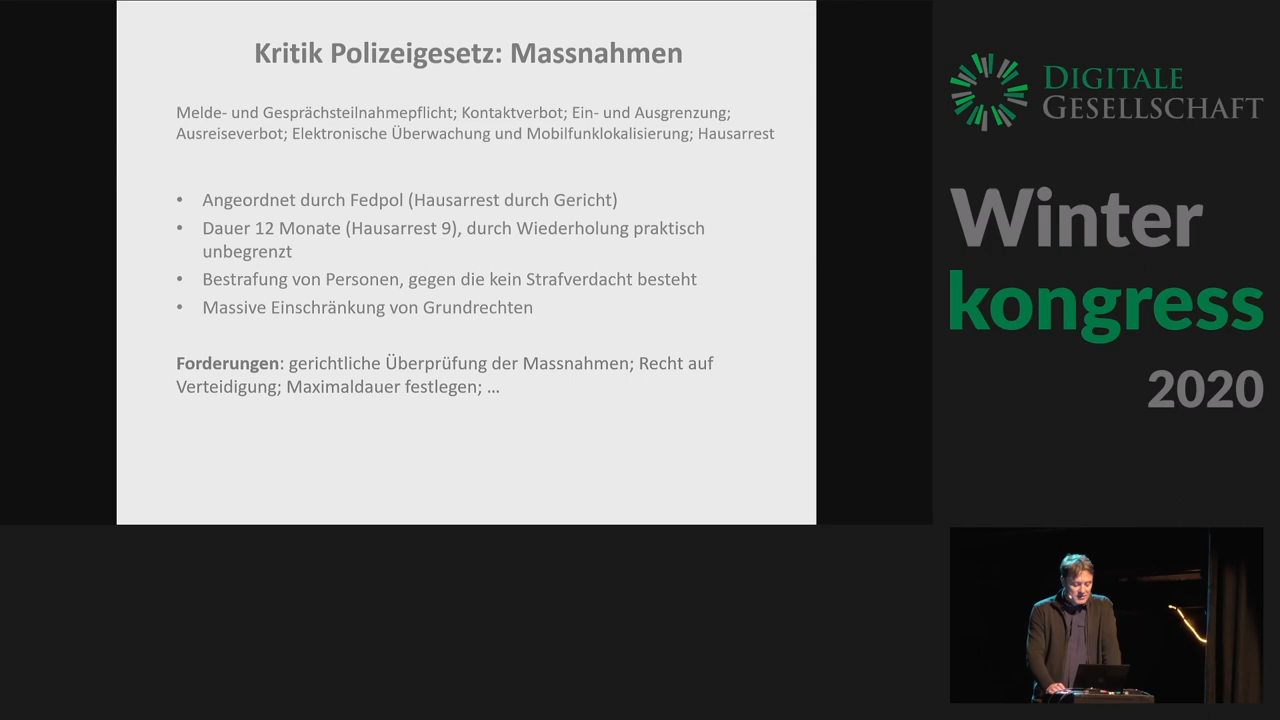 Kritik Polizeigesetz: Massnahmen
Melde- und Gesprächsteilnahmepflicht; Kontaktverbot; Ein- und Ausgrenzung;
Ausreiseverbot; Elektronische Überwachung und Mobilfunklokalisierung; Hausarrest
• Angeordnet durch Fedpol (Hausarrest durch Gericht)
• Dauer 12 Monate (Hausarrest 9), durch Wiederholung praktisch
unbegrenzt
• Bestrafung von Personen, gegen die kein Strafverdacht besteht
• Massive Einschränkung von Grundrechten
Forderungen: gerichtliche Überprüfung der Massnahmen; Recht auf
Verteidigung; Maximaldauer festlegen; …
DIGITALE
GESELLSCHAFT
Winter
kongress
2020